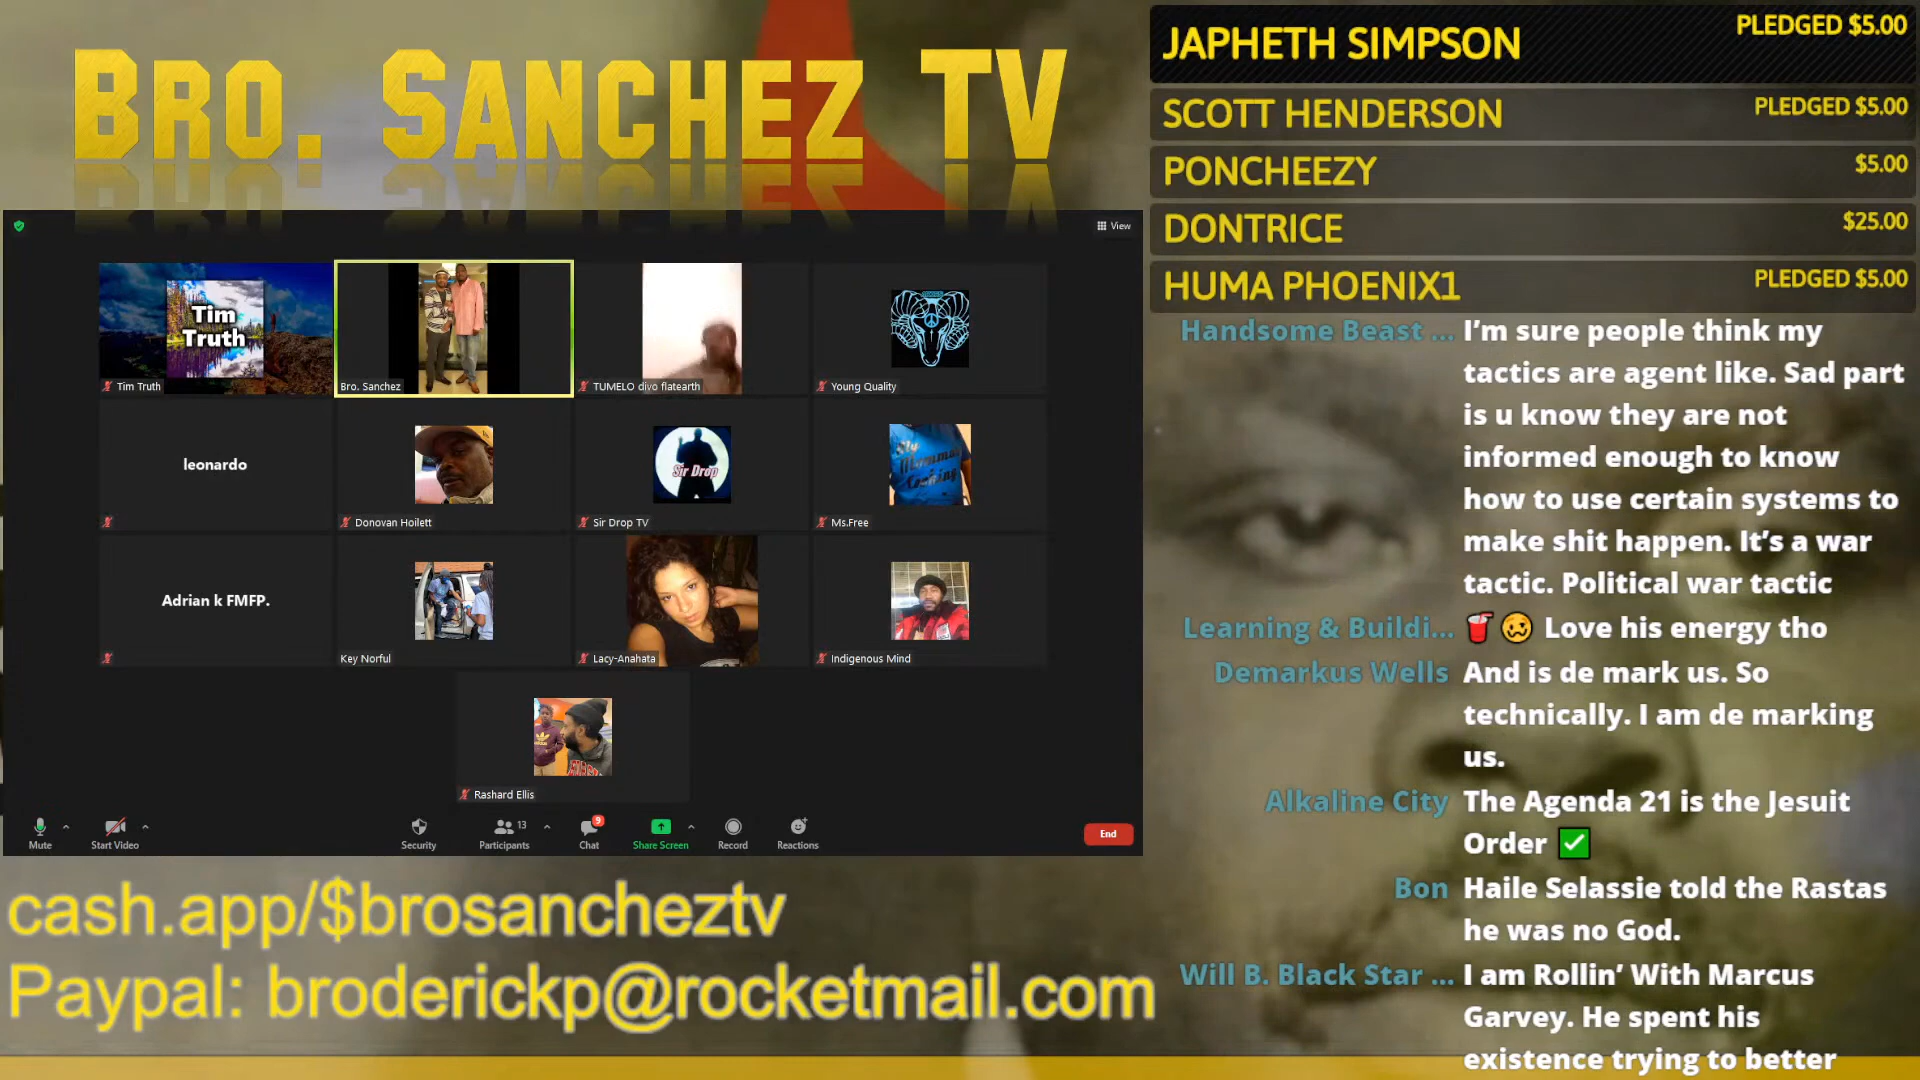 BRO. SANCHEZ TV
JAPHETH SIMPSON PLEDGED $5.00
SCOTT HENDERSON PLEDGED $5.00
PONCHEEZY $5.00
DONTRICE $25.00
HUMA PHOENIX1 PLEDGED $5.00
View
Tim
Truth
Tim Truth
Bro. Sanchez
TUMELO divo flatearth
Young Quality
leonardo
Donovan Hoilett
Sir Drop
Sir Drop TV
My
Mommas
Cooking
Ms.Free
Adrian k FMFP.
Key Norful
Lacy-Anahata
Indigenous Mind
Rashard Ellis
Mute
Start Video
Security
13
Participants
9
Chat
Share Screen
Record
Reactions
End
cash.app/$brosancheztv
Paypal: broderickp@rocketmail.com
Handsome Beast ... I’m sure people think my
tactics are agent like. Sad part
is u know they are not
informed enough to know
how to use certain systems to
make shit happen. It’s a war
tactic. Political war tactic
Learning & Buildi... 🥤🥴 Love his energy tho
Demarkus Wells And is de mark us. So
technically. I am de marking
us.
Alkaline City The Agenda 21 is the Jesuit
Order ✅
Bon Haile Selassie told the Rastas
he was no God.
Will B. Black Star ... I am Rollin’ With Marcus
Garvey. He spent his
existence trying to better